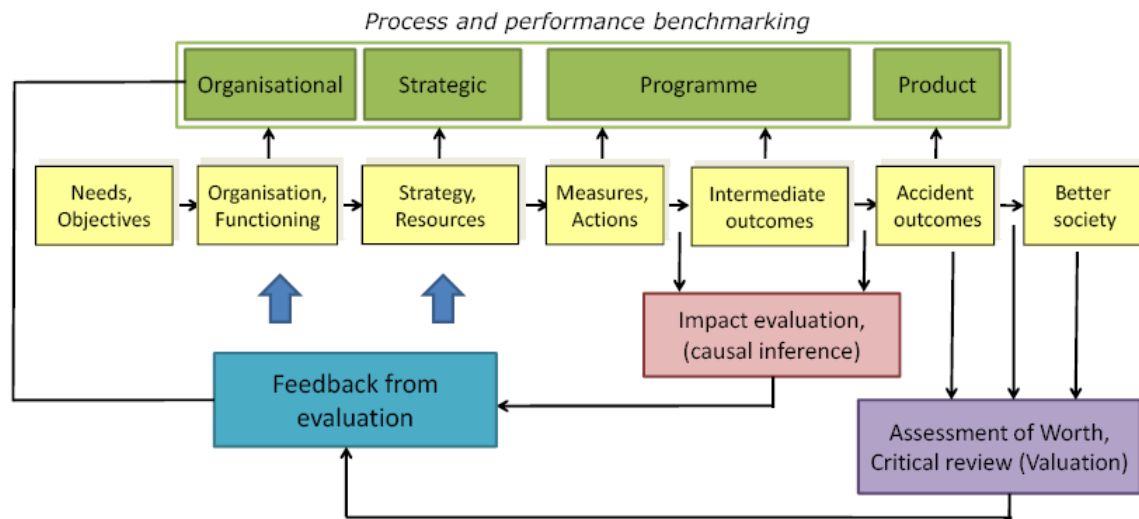 Process and performance benchmarking
Organisational
Strategic
Programme
Product
Needs,
Objectives
Organisation,
Functioning
Strategy,
Resources
Measures,
Actions
Intermediate
outcomes
Accident
outcomes
Better
society
Impact evaluation,
(causal inference)
Feedback from
evaluation
Assessment of Worth,
Critical review (Valuation)